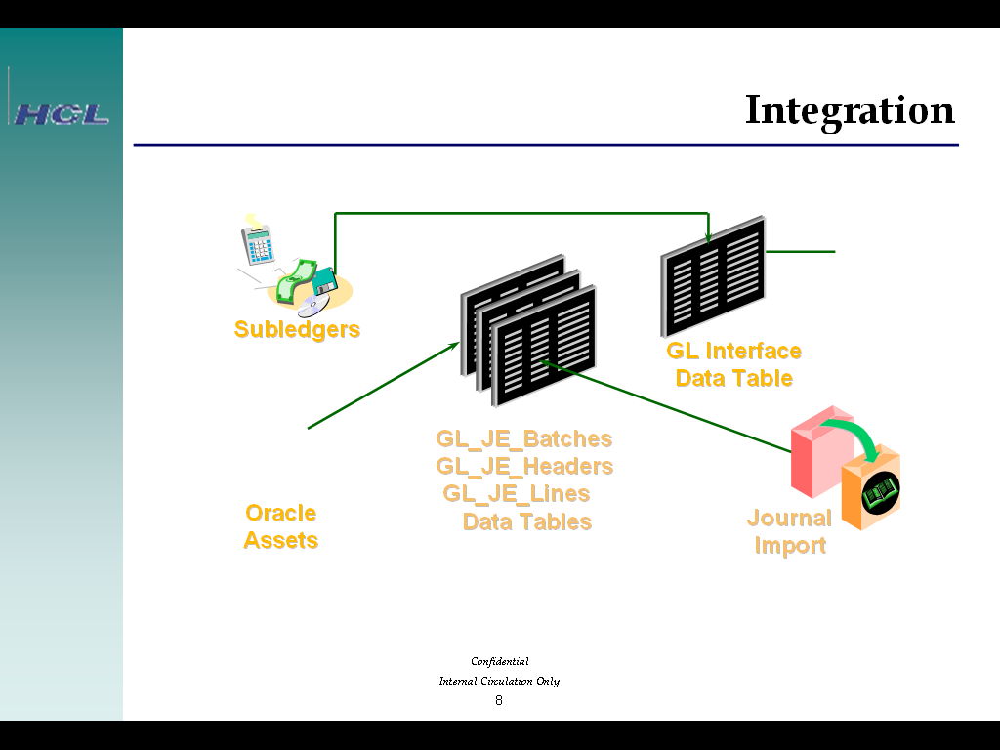 HCL
Integration
Subledgers
GL Interface
Data Table
GL_JE_Batches
GL_JE_Headers
GL_JE_Lines
Data Tables
Oracle
Assets
Journal
Import
Confidential
Internal Circulation Only
8